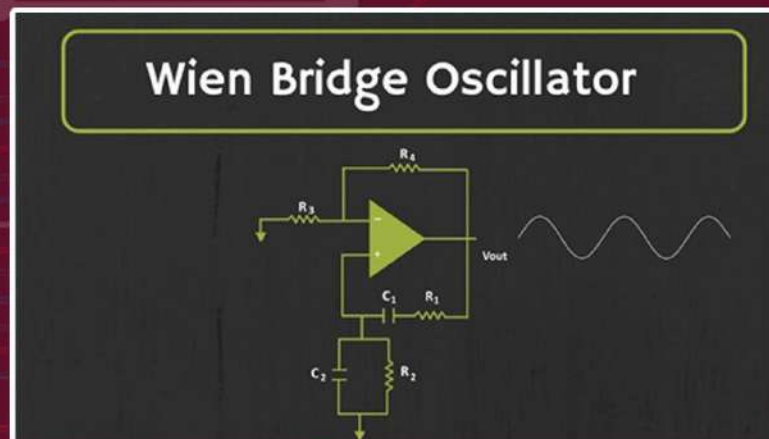 Wien Bridge Oscillator
R4
R3
-
+
Vout
C1 R1
C2 R2